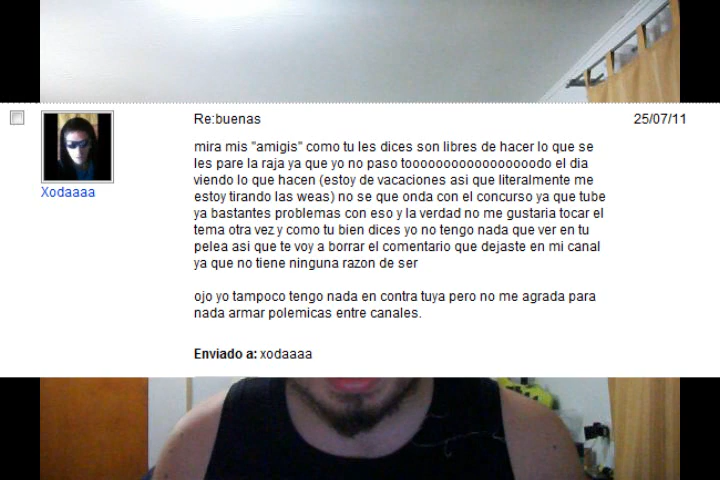 Re:buenas 25/07/11
mira mis "amigis" como tu les dices son libres de hacer lo que se
les pare la raja ya que yo no paso tooooooooooooooooodo el dia
viendo lo que hacen (estoy de vacaciones asi que literalmente me
estoy tirando las weas) no se que onda con el concurso ya que tube
ya bastantes problemas con eso y la verdad no me gustaria tocar el
tema otra vez y como tu bien dices yo no tengo nada que ver en tu
pelea asi que te voy a borrar el comentario que dejaste en mi canal
ya que no tiene ninguna razon de ser
ojo yo tampoco tengo nada en contra tuya pero no me agrada para
nada armar polemicas entre canales.
Enviado a: xodaaaa
Xodaaaa